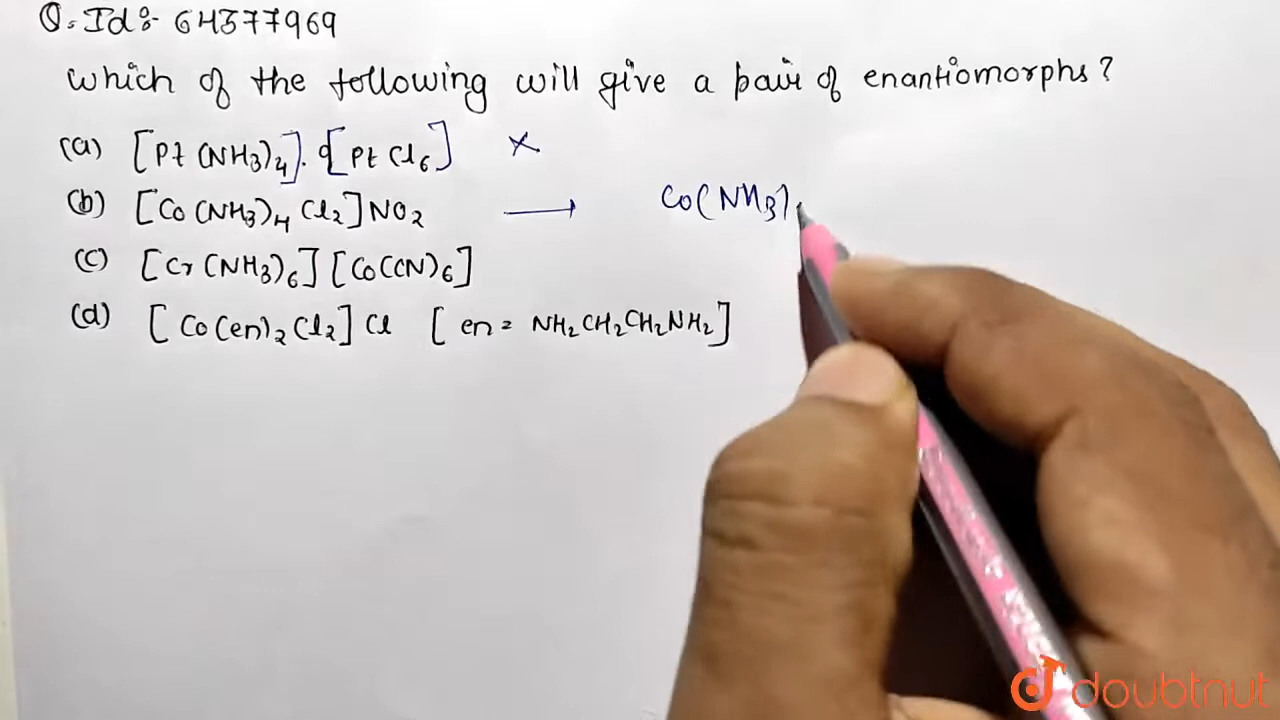 Q. Id:- 64377969
Which of the following will give a pair of enantiomorphs?
(a) [Pt(NH3)4].[PtCl6] ×
(b) [Co(NH3)4Cl2]NO2 → Co(NH3)
(c) [Cr(NH3)6][Co(CN)6]
(d) [Co(en)2Cl2]Cl [en = NH2CH2CH2NH2]
doubtnut